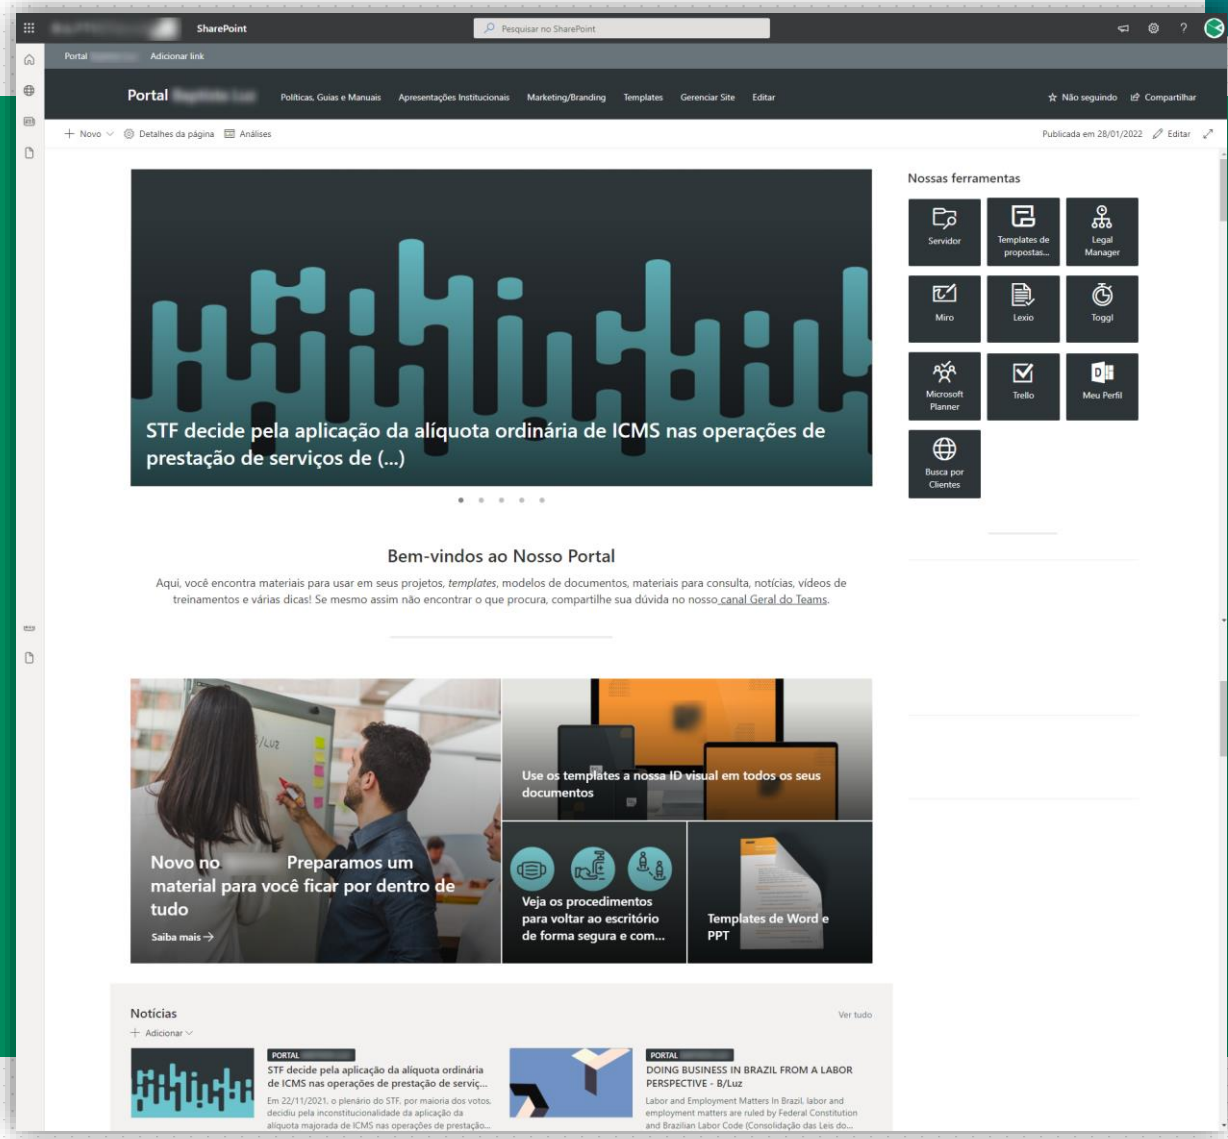 SharePoint
Pesquisar no SharePoint
?
Portal
Adicionar link
Portal
Políticas, Guias e Manuais
Apresentações Institucionais
Marketing/Branding
Templates
Gerenciar Site
Editar
Não seguindo
Compartilhar
+ Novo
Detalhes da página
Análises
Publicada em 28/01/2022
Editar
STF decide pela aplicação da alíquota ordinária de ICMS nas operações de
prestação de serviços de (...)
Nossas ferramentas
Servidor
Templates de
propostas...
Legal
Manager
Miro
Lexio
Toggl
Microsoft
Planner
Trello
Meu Perfil
Busca por
Clientes
Bem-vindos ao Nosso Portal
Aqui, você encontra materiais para usar em seus projetos, templates, modelos de documentos, materiais para consulta, notícias, vídeos de
treinamentos e várias dicas! Se mesmo assim não encontrar o que procura, compartilhe sua dúvida no nosso canal Geral do Teams.
B/LUZ
Novo no Preparamos um
material para você ficar por dentro de
tudo
Saiba mais →
Use os templates a nossa ID visual em todos os seus
documentos
Veja os procedimentos
para voltar ao escritório
de forma segura e com...
Templates de Word e
PPT
Notícias
Ver tudo
+ Adicionar
PORTAL
STF decide pela aplicação da alíquota ordinária
de ICMS nas operações de prestação de serviç...
Em 22/11/2021, o plenário do STF, por maioria dos votos,
decidiu pela inconstitucionalidade da aplicação da
alíquota majorada de ICMS nas operações de prestação...
PORTAL
DOING BUSINESS IN BRAZIL FROM A LABOR
PERSPECTIVE - B/Luz
Labor and Employment Matters In Brazil, labor and
employment matters are ruled by Federal Constitution
and Brazilian Labor Code (Consolidação das Leis do...